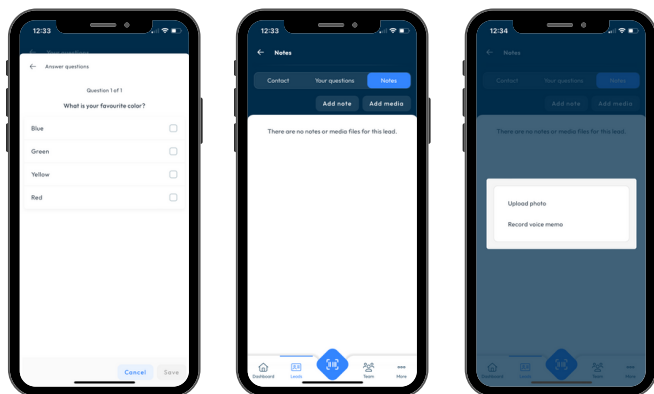 12:33
← Your questions
← Answer questions
Question 1 of 1
What is your favourite color?
Blue
Green
Yellow
Red
Cancel Save
12:33
← Notes
Contact Your questions Notes
Add note Add media
There are no notes or media files for this lead.
Dashboard Leads Team More
12:34
← Notes
Contact Your questions Notes
Add note Add media
There are no notes or media files for this lead.
Upload photo
Record voice memo
Dashboard Leads Team More